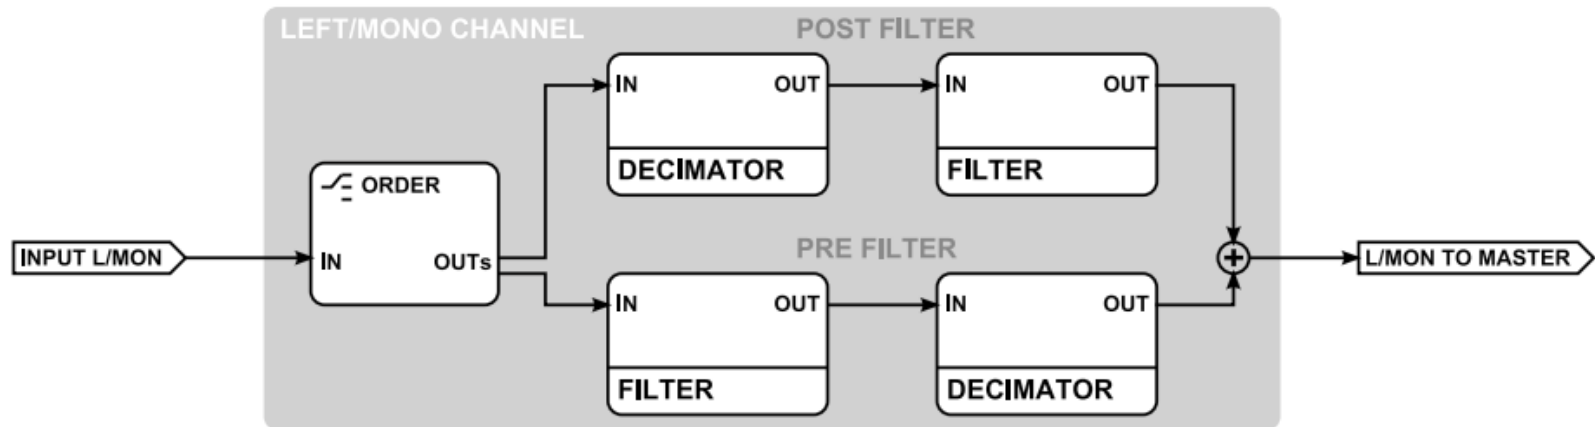 LEFT/MONO CHANNEL
POST FILTER
IN OUT
DECIMATOR
IN OUT
FILTER
ORDER
IN OUTs
INPUT L/MON
PRE FILTER
IN OUT
FILTER
IN OUT
DECIMATOR
+
L/MON TO MASTER